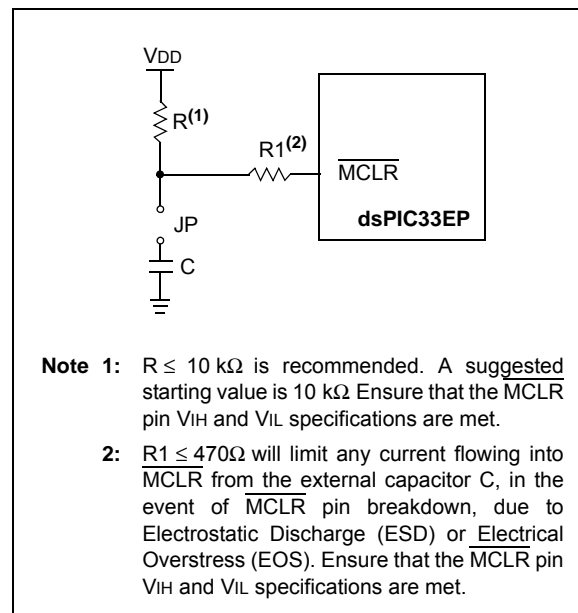 VDD
R(1)
R1(2)
MCLR
dsPIC33EP
JP
C
Note 1: R ≤ 10 kΩ is recommended. A suggested
starting value is 10 kΩ Ensure that the MCLR
pin VIH and VIL specifications are met.
2: R1 ≤ 470Ω will limit any current flowing into
MCLR from the external capacitor C, in the
event of MCLR pin breakdown, due to
Electrostatic Discharge (ESD) or Electrical
Overstress (EOS). Ensure that the MCLR pin
VIH and VIL specifications are met.